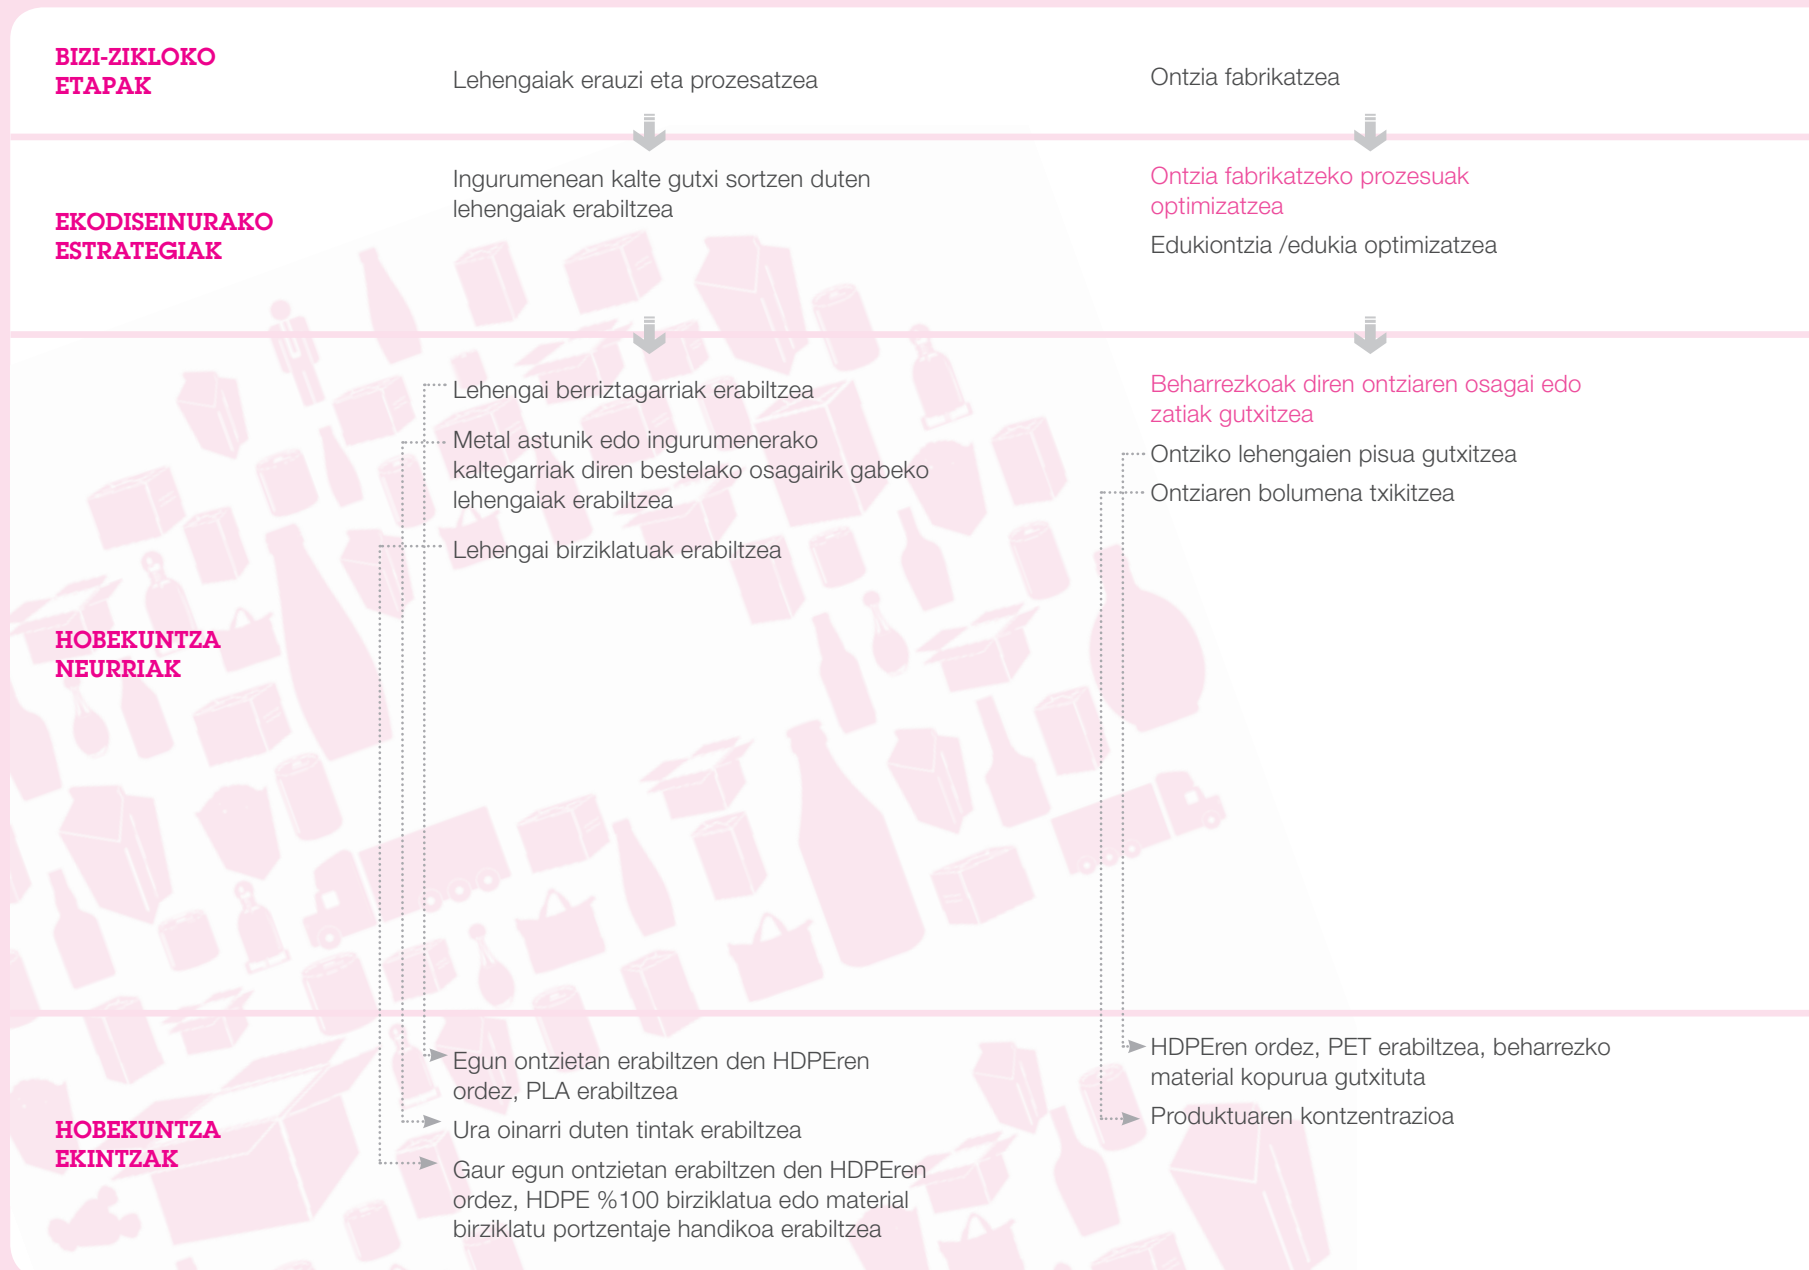 BIZI-ZIKLOKO
ETAPAK
Lehengaiak erauzi eta prozesatzea
Ontzia fabrikatzea
EKODISEINURAKO
ESTRATEGIAK
Ingurumenean kalte gutxi sortzen duten
lehengaiak erabiltzea
Ontzia fabrikatzeko prozesuak
optimizatzea
Edukiontzia /edukia optimizatzea
HOBEKUNTZA
NEURRIAK
Lehengai berriztagarriak erabiltzea
Metal astunik edo ingurumenerako
kaltegarriak diren bestelako osagairik gabeko
lehengaiak erabiltzea
Lehengai birziklatuak erabiltzea
Beharrezkoak diren ontziaren osagai edo
zatiak gutxitzea
Ontziko lehengaien pisua gutxitzea
Ontziaren bolumena txikitzea
HOBEKUNTZA
EKINTZAK
Egun ontzietan erabiltzen den HDPEren
ordez, PLA erabiltzea
Ura oinarri duten tintak erabiltzea
Gaur egun ontzietan erabiltzen den HDPEren
ordez, HDPE %100 birziklatua edo material
birziklatu portzentaje handikoa erabiltzea
HDPEren ordez, PET erabiltzea, beharrezko
material kopurua gutxituta
Produktuaren kontzentrazioa